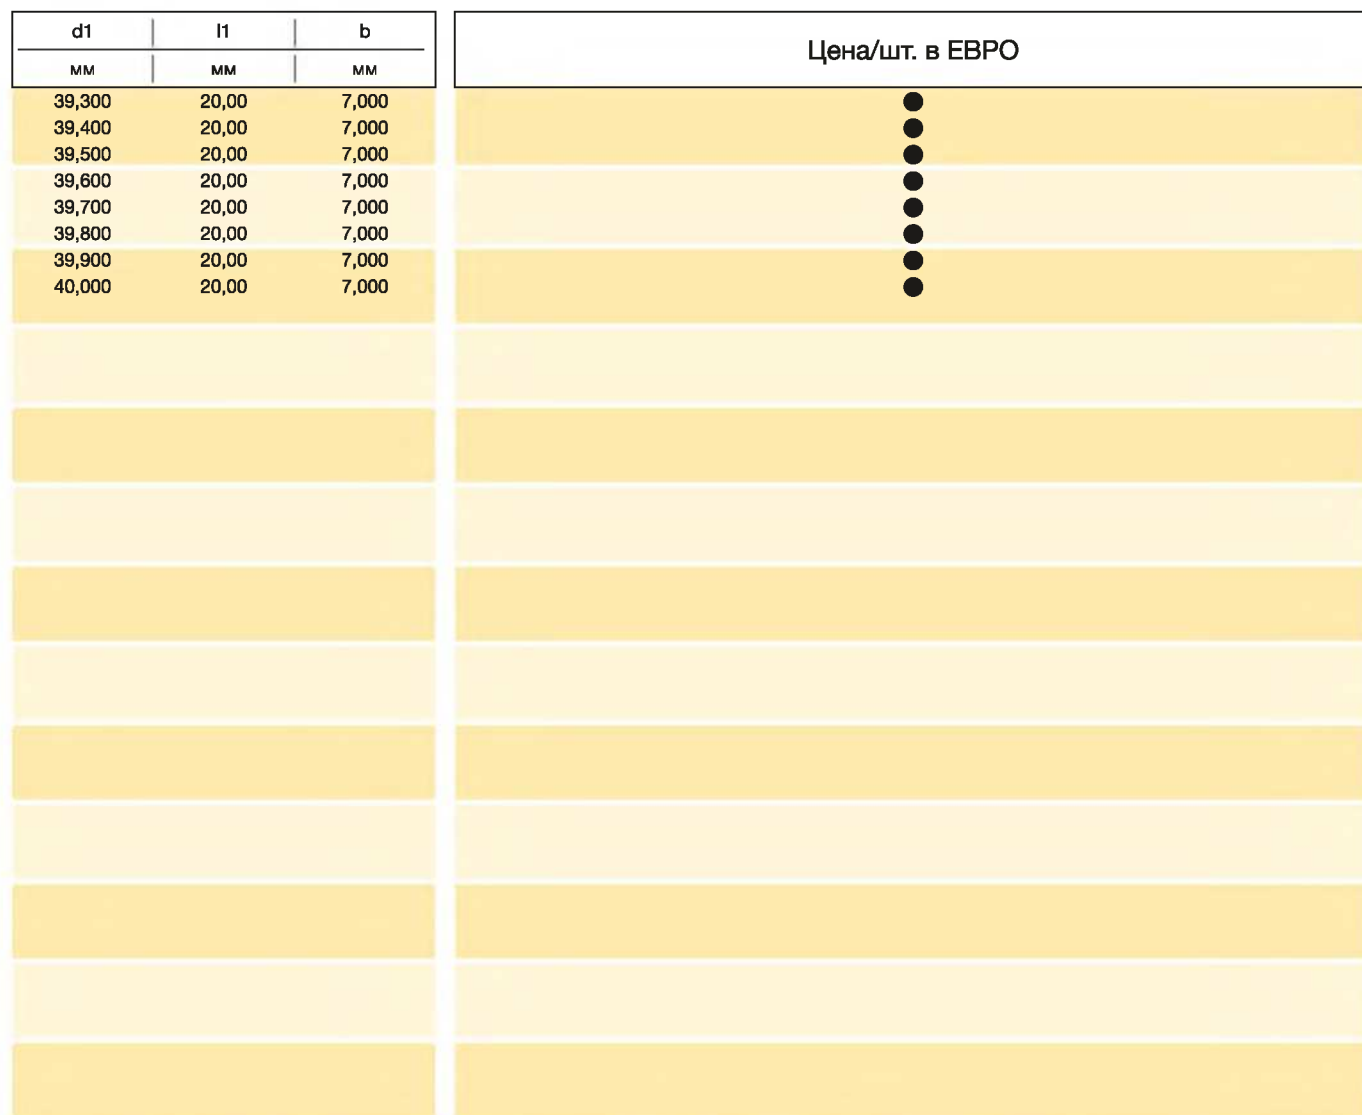 d1 l1 b
Цена/шт. в ЕВРО
мм мм мм
39,300 20,00 7,000 ●
39,400 20,00 7,000 ●
39,500 20,00 7,000 ●
39,600 20,00 7,000 ●
39,700 20,00 7,000 ●
39,800 20,00 7,000 ●
39,900 20,00 7,000 ●
40,000 20,00 7,000 ●